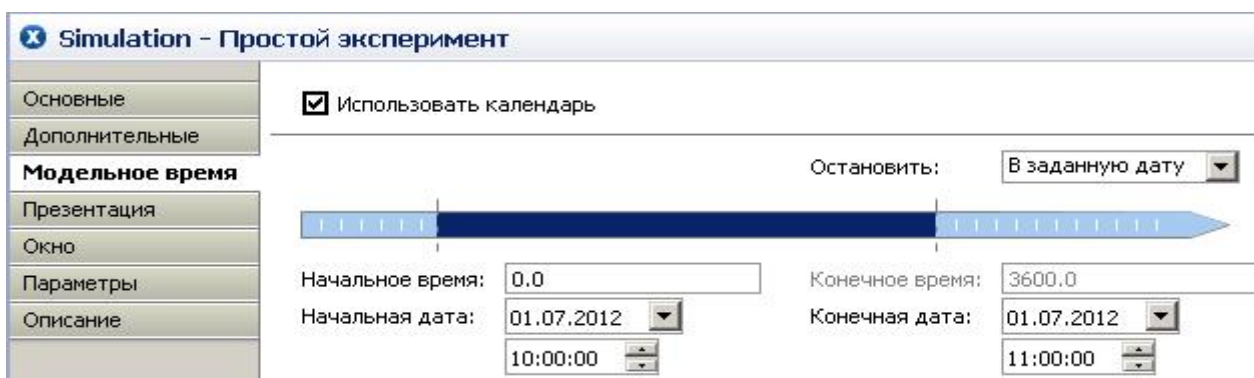 Simulation - Простой эксперимент
Основные
Использовать календарь
Дополнительные
Модельное время
Остановить: В заданную дату
Презентация
Окно
Параметры
Начальное время: 0.0 Конечное время: 3600.0
Описание
Начальная дата: 01.07.2012 Конечная дата: 01.07.2012
10:00:00 11:00:00